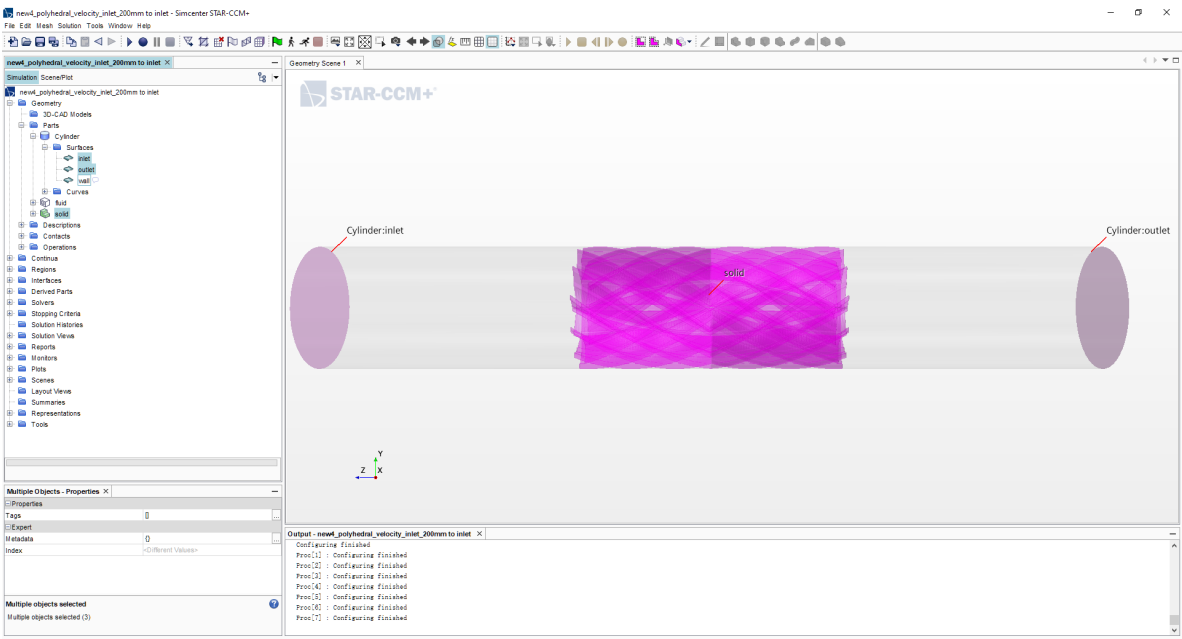 new4_polyhedral_velocity_inlet_200mm to inlet - Simcenter STAR-CCM+
File Edit Mesh Solution Tools Window Help
new4_polyhedral_velocity_inlet_200mm to inlet
Simulation Scene/Plot
new4_polyhedral_velocity_inlet_200mm to inlet
Geometry
3D-CAD Models
Parts
Cylinder
Surfaces
inlet
outlet
wall
Curves
fluid
solid
Descriptions
Contacts
Operations
Continua
Regions
Interfaces
Derived Parts
Solvers
Stopping Criteria
Solution Histories
Solution Views
Reports
Monitors
Plots
Scenes
Layout Views
Summaries
Representations
Tools
Multiple Objects - Properties
Properties
Tags []
Expert
Metadata {}
Index <Different Values>
Multiple objects selected
Multiple objects selected (3)
Geometry Scene 1
STAR-CCM+
Cylinder:inlet
solid
Cylinder:outlet
Y
Z X
Output - new4_polyhedral_velocity_inlet_200mm to inlet
Configuring finished
Proc[1] : Configuring finished
Proc[2] : Configuring finished
Proc[3] : Configuring finished
Proc[4] : Configuring finished
Proc[5] : Configuring finished
Proc[6] : Configuring finished
Proc[7] : Configuring finished